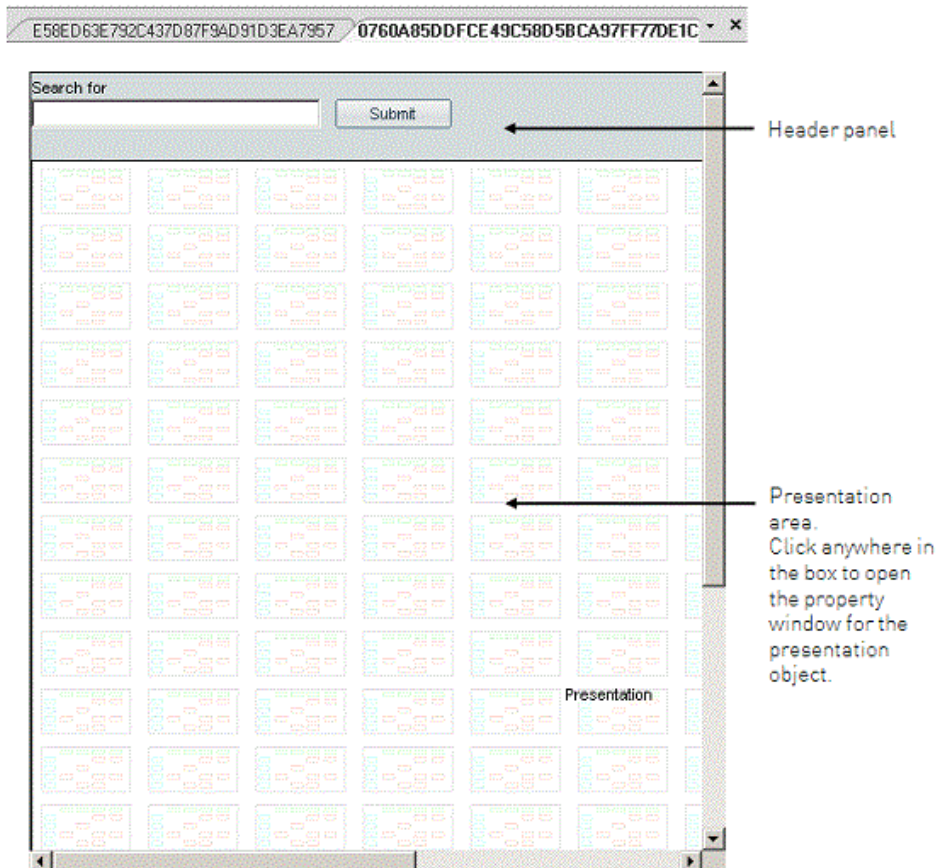 E58ED63E792C437D87F9AD91D3EA7957 0760A85DDFCE49C58D5BCA97FF77DE1C
Search for
Submit
Header panel
Presentation
area.
Click anywhere in
the box to open
the property
window for the
presentation
object.
Presentation